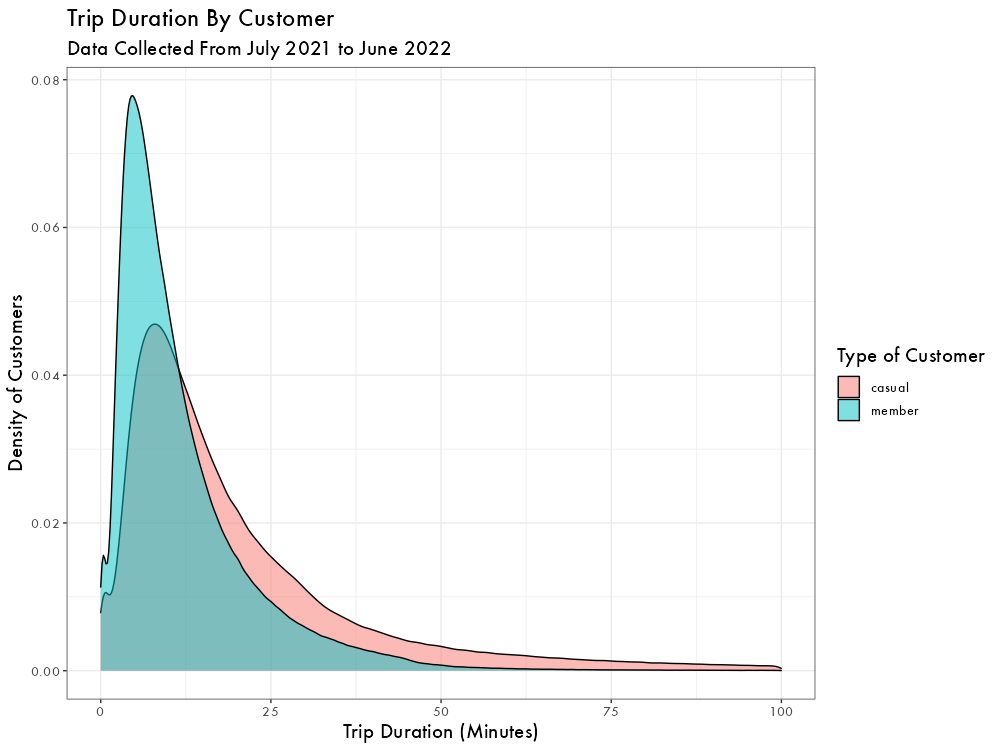 Trip Duration By Customer
Data Collected From July 2021 to June 2022
Density of Customers
0.08
0.06
0.04
0.02
0.00
0
25
50
75
100
Trip Duration (Minutes)
Type of Customer
casual
member